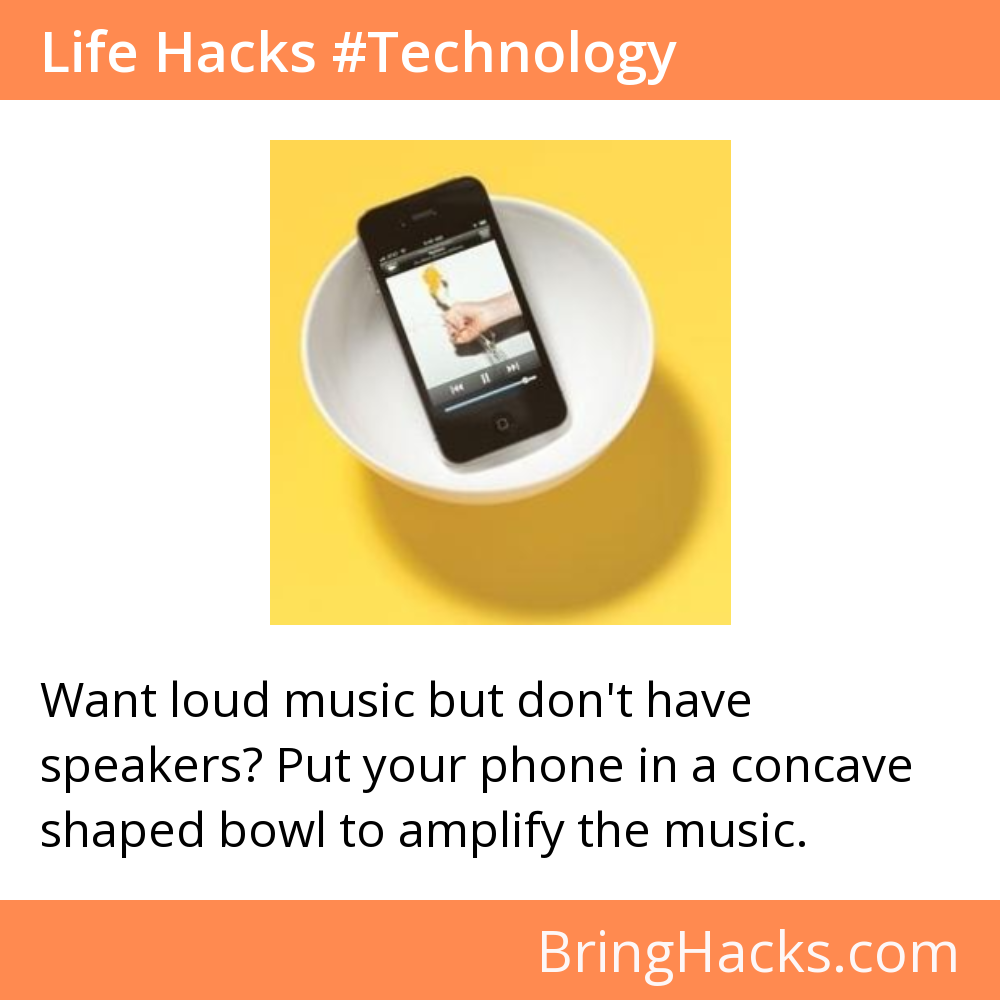 Life Hacks #Technology
Want loud music but don't have
speakers? Put your phone in a concave
shaped bowl to amplify the music.
BringHacks.com